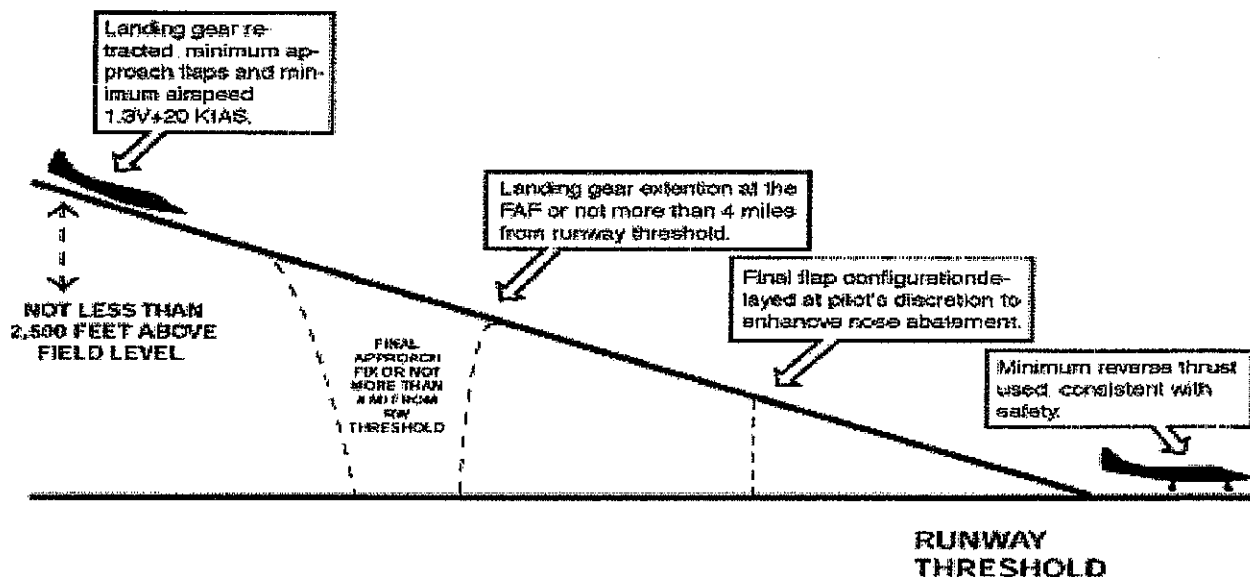 Landing gear re-
tracted, minimum ap-
proach flaps and min-
imum airspeed
1.3V+20 KIAS.
Landing gear extention at the
FAF or not more than 4 miles
from runway threshold.
Final flap configurationde-
layed at pilot's discretion to
enhanove nose abatement.
NOT LESS THAN
2,500 FEET ABOVE
FIELD LEVEL
FINAL
APPROACH
FIX OR NOT
MORE THAN
4 MI FROM
RW
THRESHOLD
Minimum reverse thrust
used, consistent with
safety.
RUNWAY
THRESHOLD